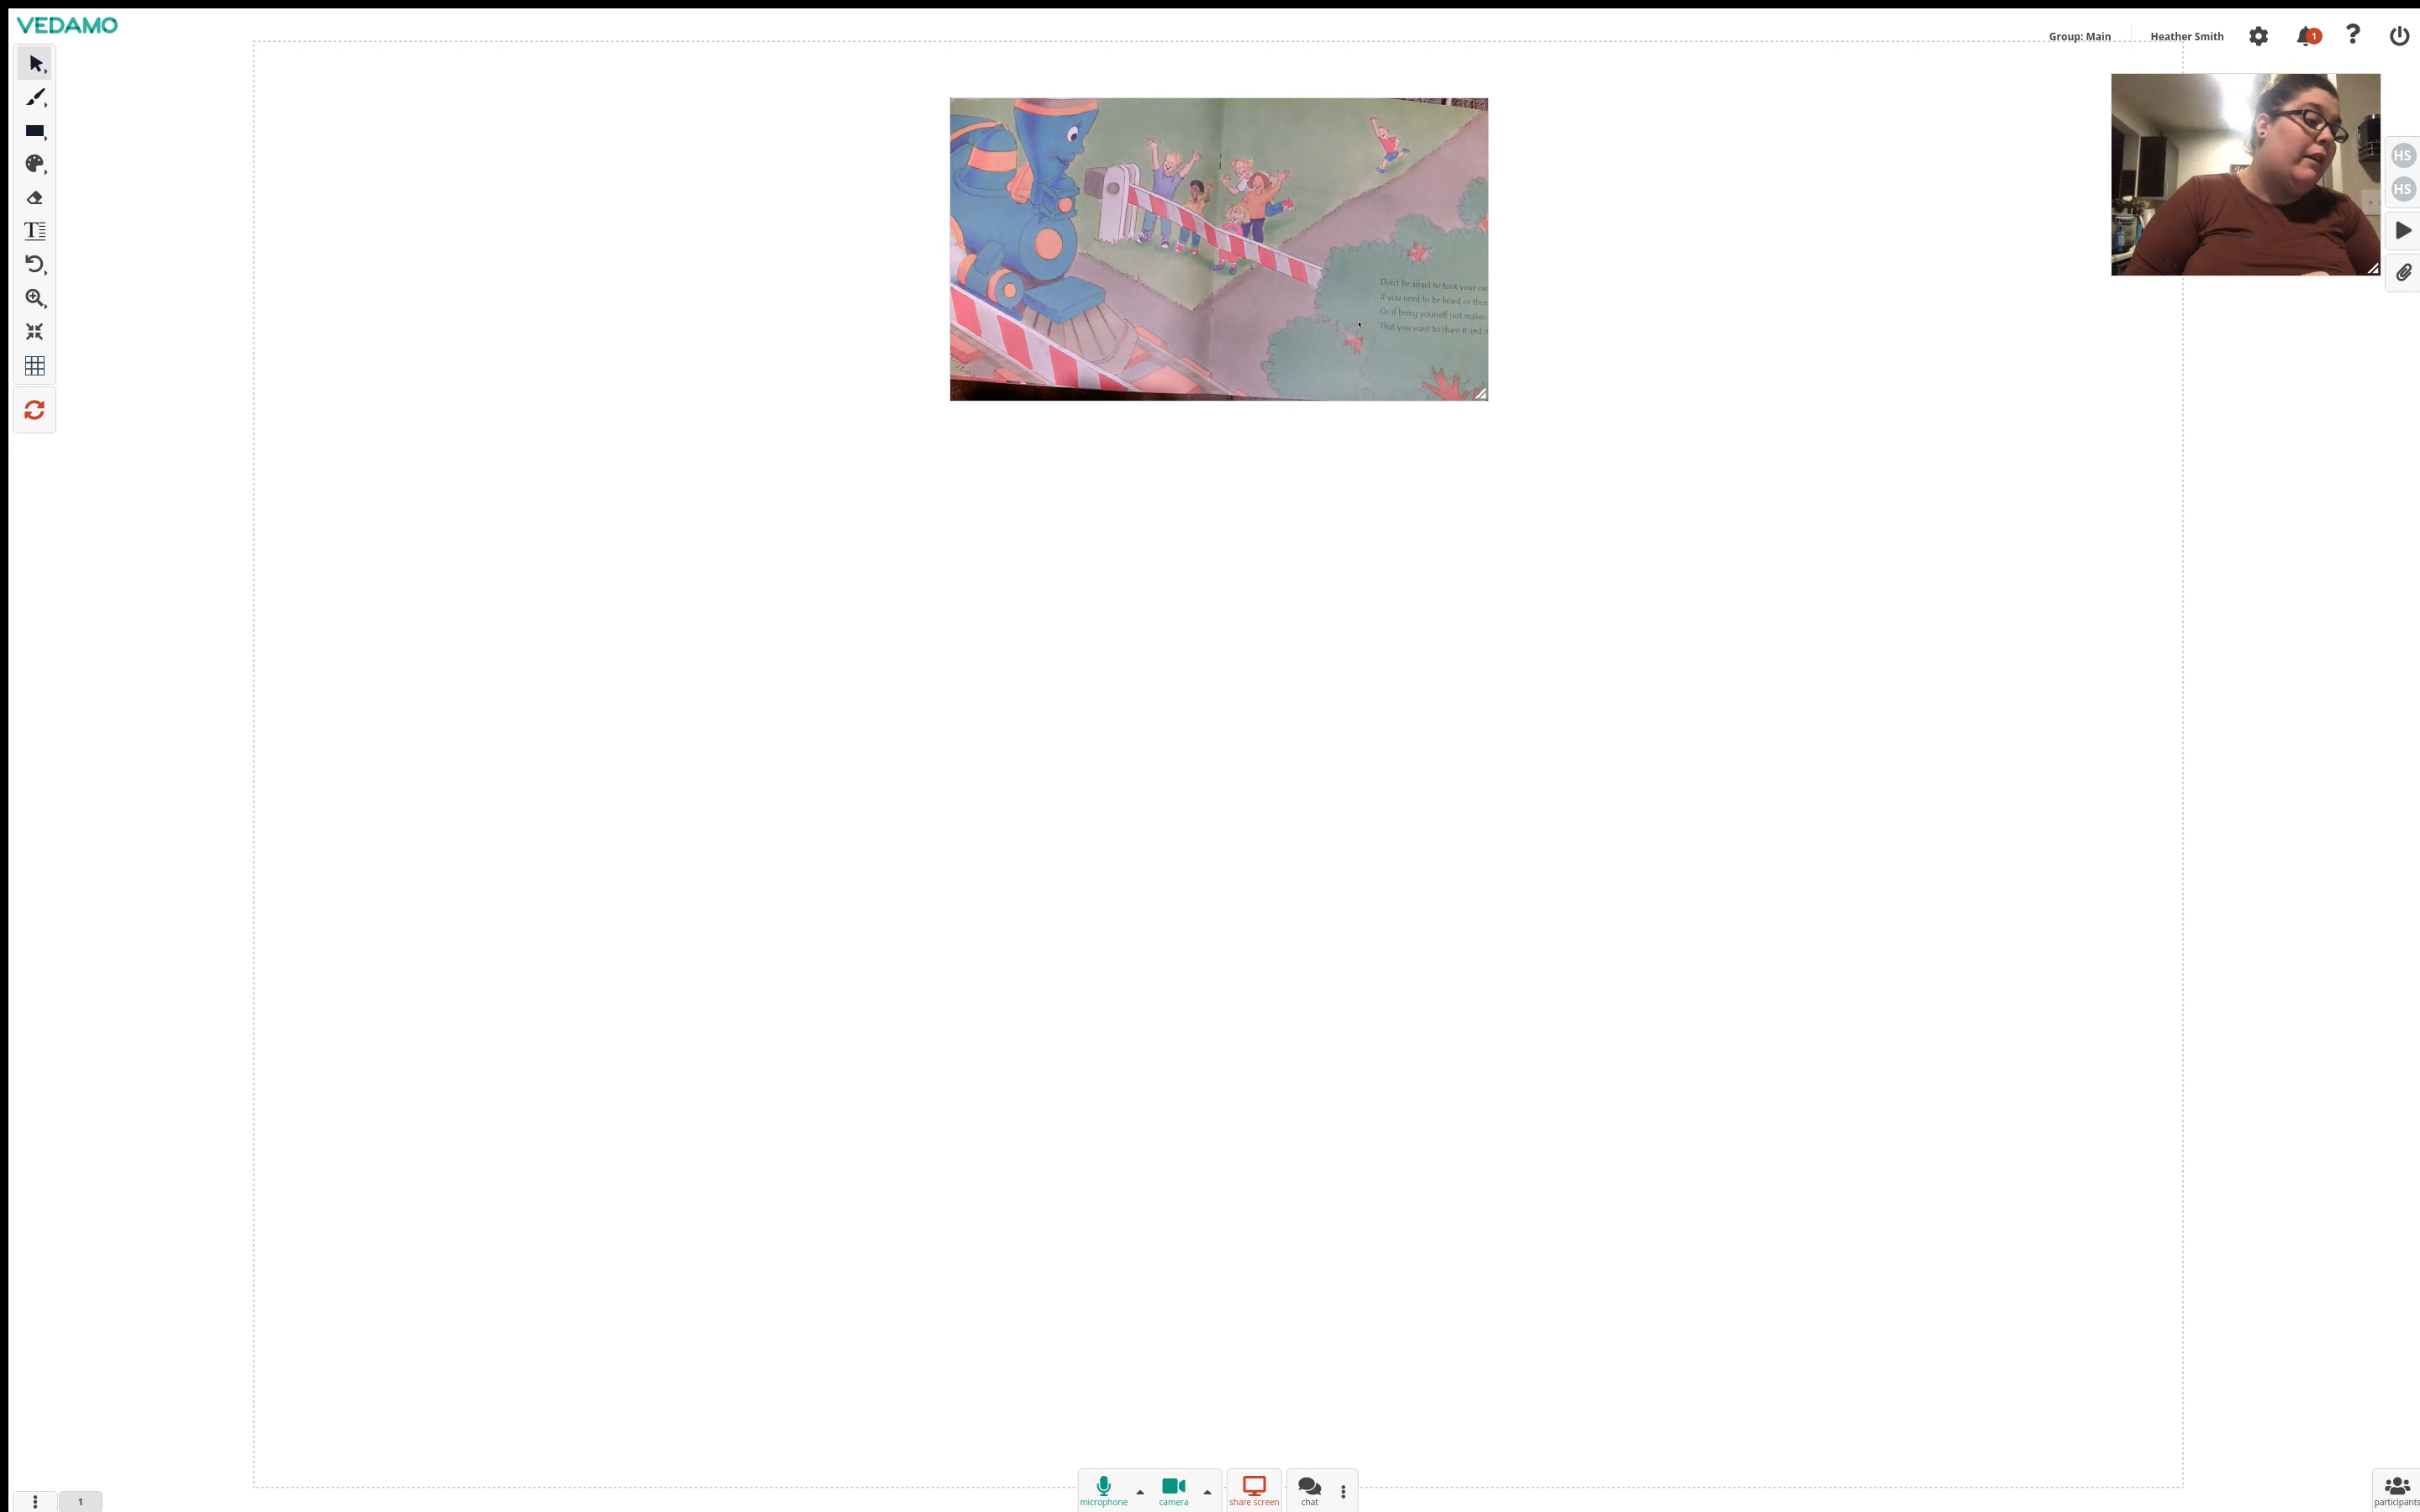 VEDAMO
Group: Main
Heather Smith
1
HS
HS
Don't be afraid to toot your
If you need to be heard or
Or if being yourself just makes
That you want to share it and
microphone
camera
share screen
chat
participants
1